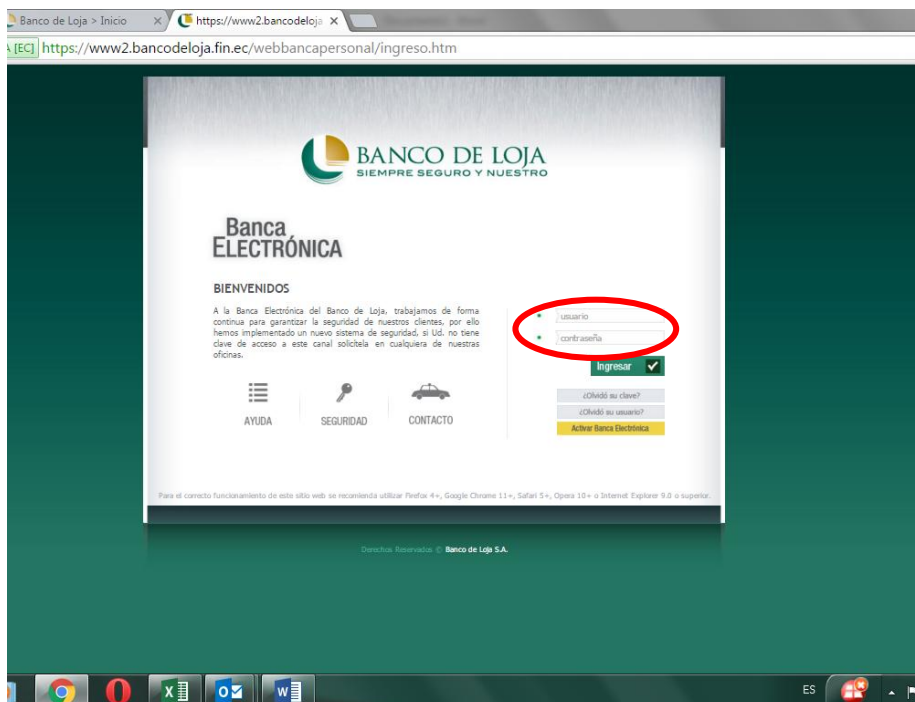 Banco de Loja > Inicio
https://www2.bancodeloja
[EC] https://www2.bancodeloja.fin.ec/webbancapersonal/ingreso.htm
BANCO DE LOJA
SIEMPRE SEGURO Y NUESTRO
Banca
ELECTRÓNICA
BIENVENIDOS
A la Banca Electrónica del Banco de Loja, trabajamos de forma
continua para garantizar la seguridad de nuestros clientes, por ello
hemos implementado un nuevo sistema de seguridad, si Ud. no tiene
clave de acceso a este canal solicítela en cualquiera de nuestras
oficinas.
usuario
contraseña
Ingresar
¿Olvidó su clave?
¿Olvidó su usuario?
Activar Banca Electrónica
AYUDA
SEGURIDAD
CONTACTO
Para el correcto funcionamiento de este sitio web se recomienda utilizar Firefox 4+, Google Chrome 11+, Safari 5+, Opera 10+ o Internet Explorer 9.0 o superior.
Derechos Reservados © Banco de Loja S.A.
ES